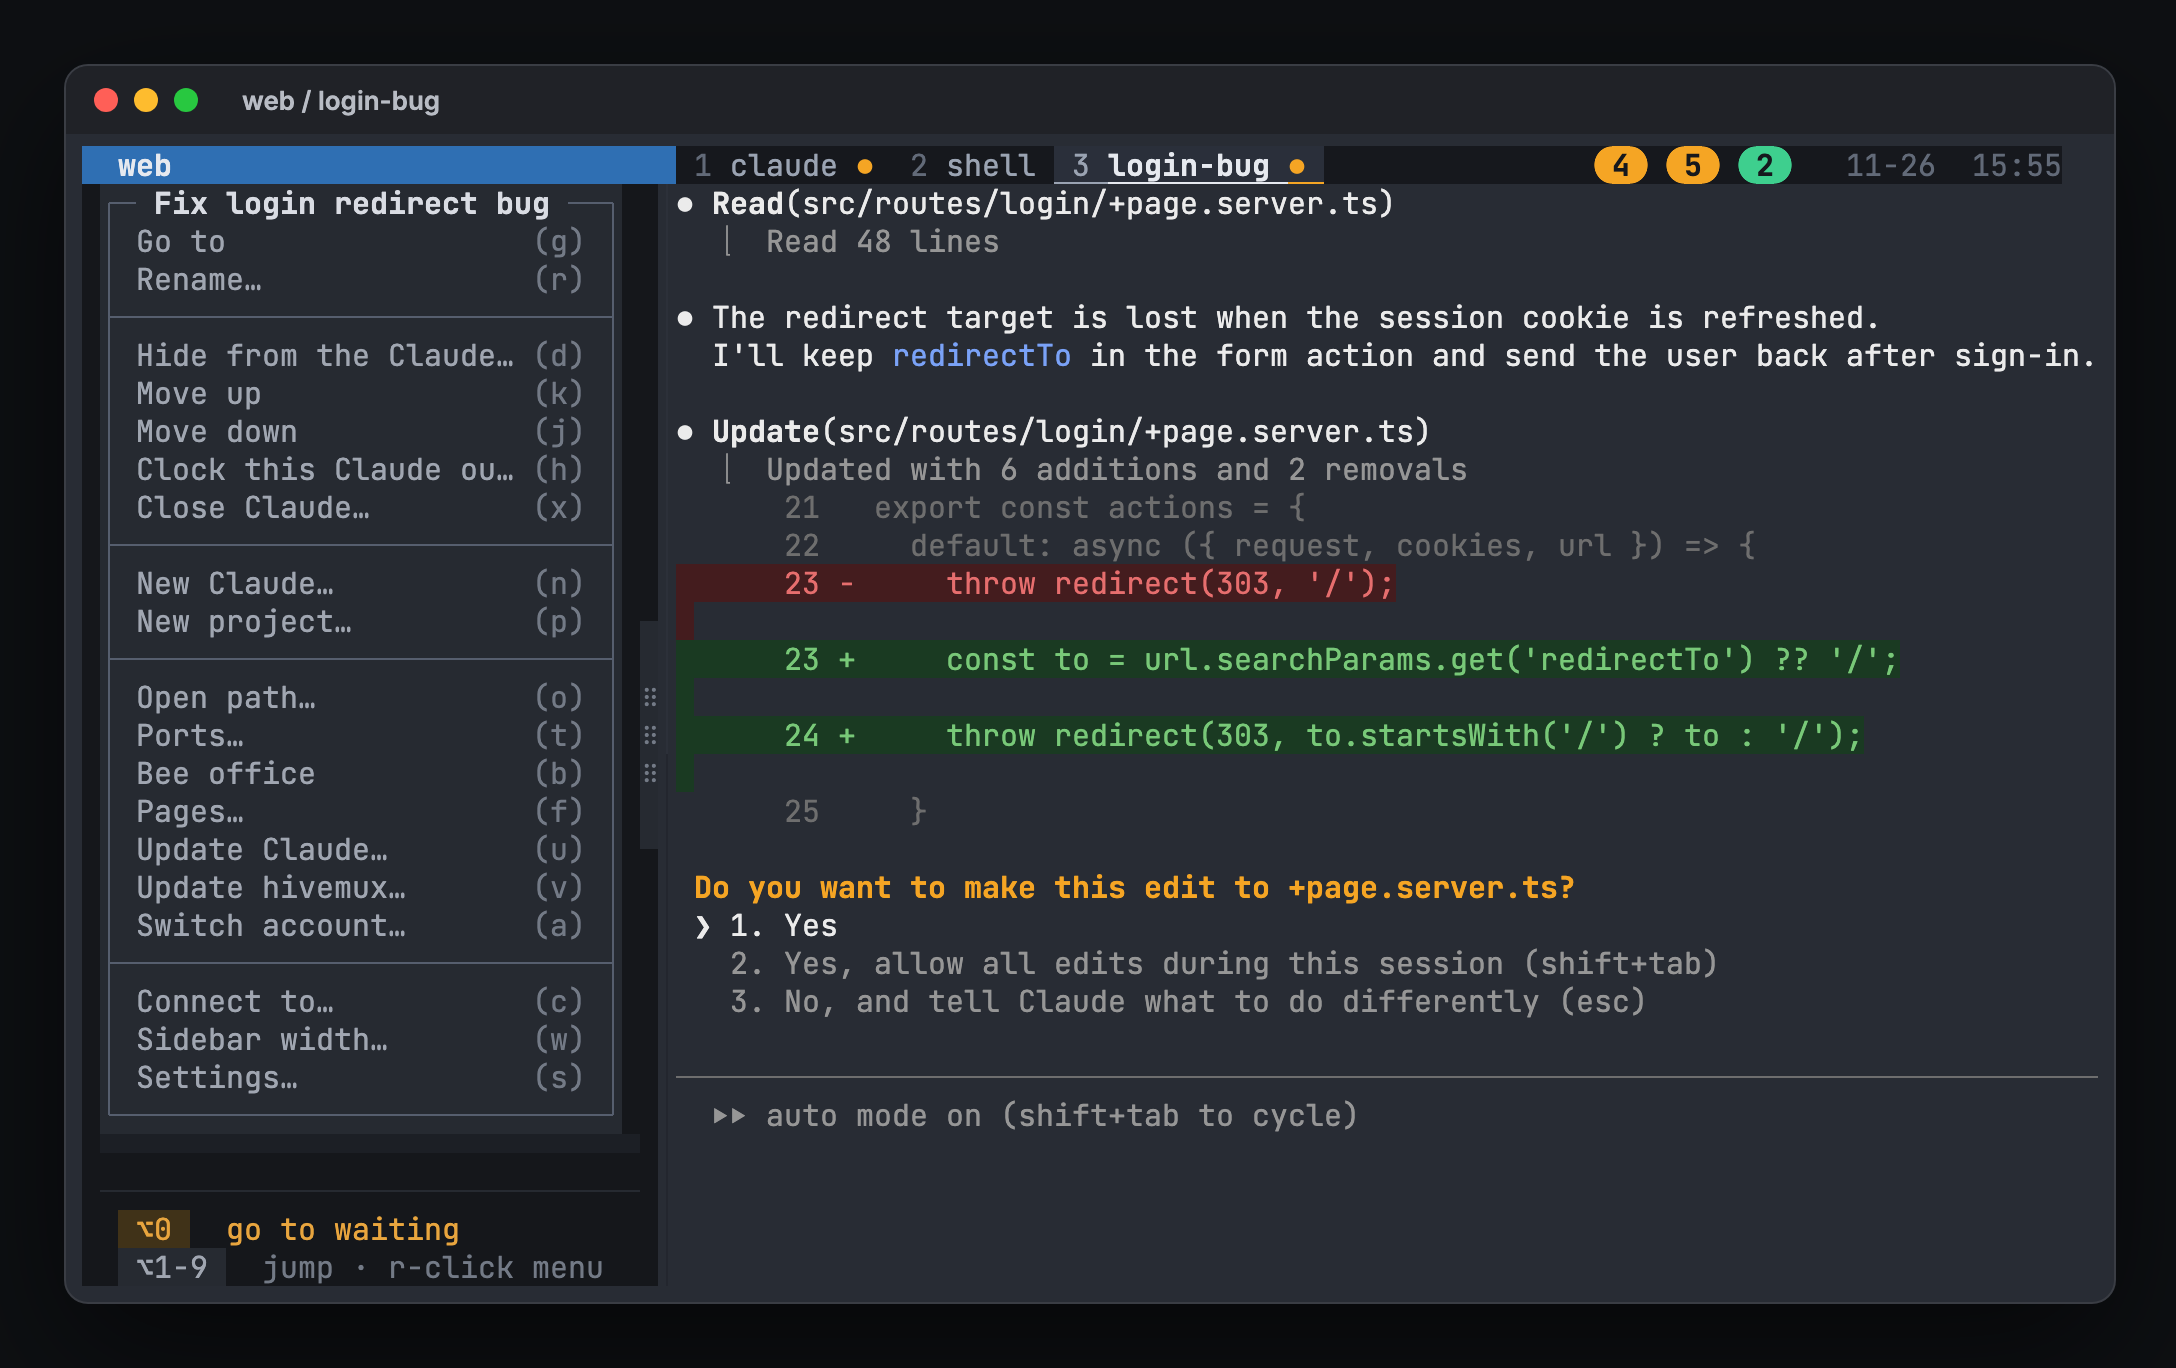 web / login-bug
web
1 claude ● 2 shell 3 login-bug ● 4 5 2 11-26 15:55
Fix login redirect bug
Go to (g)
Rename… (r)
Hide from the Claude… (d)
Move up (k)
Move down (j)
Clock this Claude ou… (h)
Close Claude… (x)
New Claude… (n)
New project… (p)
Open path… (o)
Ports… (t)
Bee office (b)
Pages… (f)
Update Claude… (u)
Update hivemux… (v)
Switch account… (a)
Connect to… (c)
Sidebar width… (w)
Settings… (s)
⌥0 go to waiting
⌥1-9 jump · r-click menu
● Read(src/routes/login/+page.server.ts)
⎣ Read 48 lines
● The redirect target is lost when the session cookie is refreshed.
I'll keep redirectTo in the form action and send the user back after sign-in.
● Update(src/routes/login/+page.server.ts)
⎣ Updated with 6 additions and 2 removals
21 export const actions = {
22 default: async ({ request, cookies, url }) => {
23 - throw redirect(303, '/');
23 + const to = url.searchParams.get('redirectTo') ?? '/';
24 + throw redirect(303, to.startsWith('/') ? to : '/');
25 }
Do you want to make this edit to +page.server.ts?
❯ 1. Yes
2. Yes, allow all edits during this session (shift+tab)
3. No, and tell Claude what to do differently (esc)
▸▸ auto mode on (shift+tab to cycle)